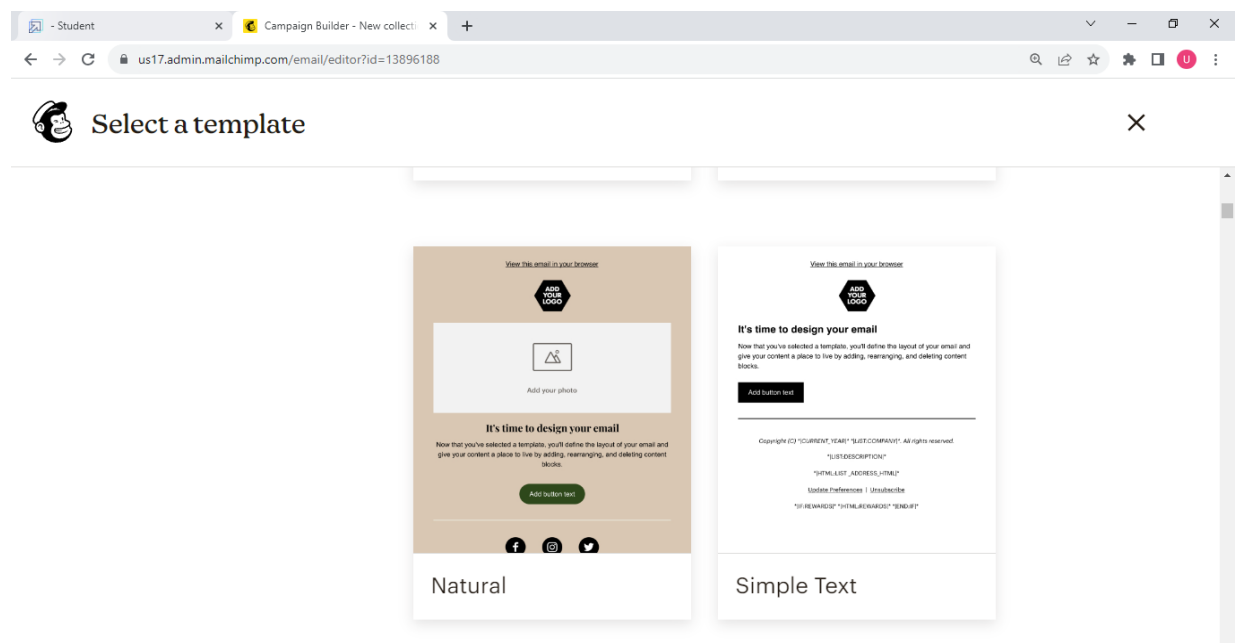 - Student
Campaign Builder - New collecti
us17.admin.mailchimp.com/email/editor?id=13896188
U
Select a template
View this email in your browser
ADD
YOUR
LOGO
Add your photo
It's time to design your email
Now that you've selected a template, you'll define the layout of your email and
give your content a place to live by adding, rearranging, and deleting content
blocks.
Add button text
Natural
View this email in your browser
ADD
YOUR
LOGO
It's time to design your email
Now that you've selected a template, you'll define the layout of your email and
give your content a place to live by adding, rearranging, and deleting content
blocks.
Add button text
Copyright (C) *|CURRENT_YEAR|* *|LIST:COMPANY|*. All rights reserved.
*|LIST:DESCRIPTION|*
*|HTML:LIST_ADDRESS_HTML|*
Update Preferences | Unsubscribe
*|IF:REWARDS|* *|HTML:REWARDS|* *|END:IF|*
Simple Text